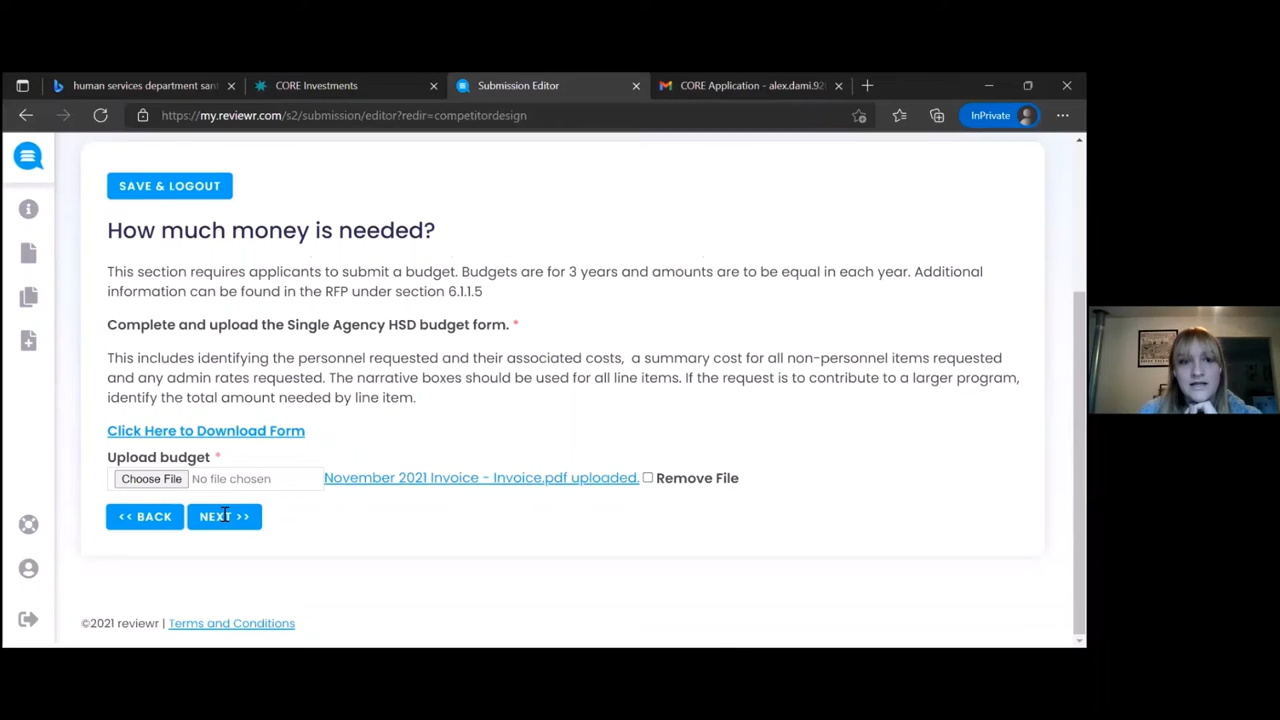 human services department sant
CORE Investments
Submission Editor
CORE Application - alex.dami.92
https://my.reviewr.com/s2/submission/editor?redir=competitordesign
InPrivate
SAVE & LOGOUT
How much money is needed?
This section requires applicants to submit a budget. Budgets are for 3 years and amounts are to be equal in each year. Additional
information can be found in the RFP under section 6.1.1.5
Complete and upload the Single Agency HSD budget form. *
This includes identifying the personnel requested and their associated costs, a summary cost for all non-personnel items requested
and any admin rates requested. The narrative boxes should be used for all line items. If the request is to contribute to a larger program,
identify the total amount needed by line item.
Click Here to Download Form
Upload budget *
Choose File No file chosen November 2021 Invoice - Invoice.pdf uploaded. Remove File
<< BACK NEXT >>
©2021 reviewr | Terms and Conditions